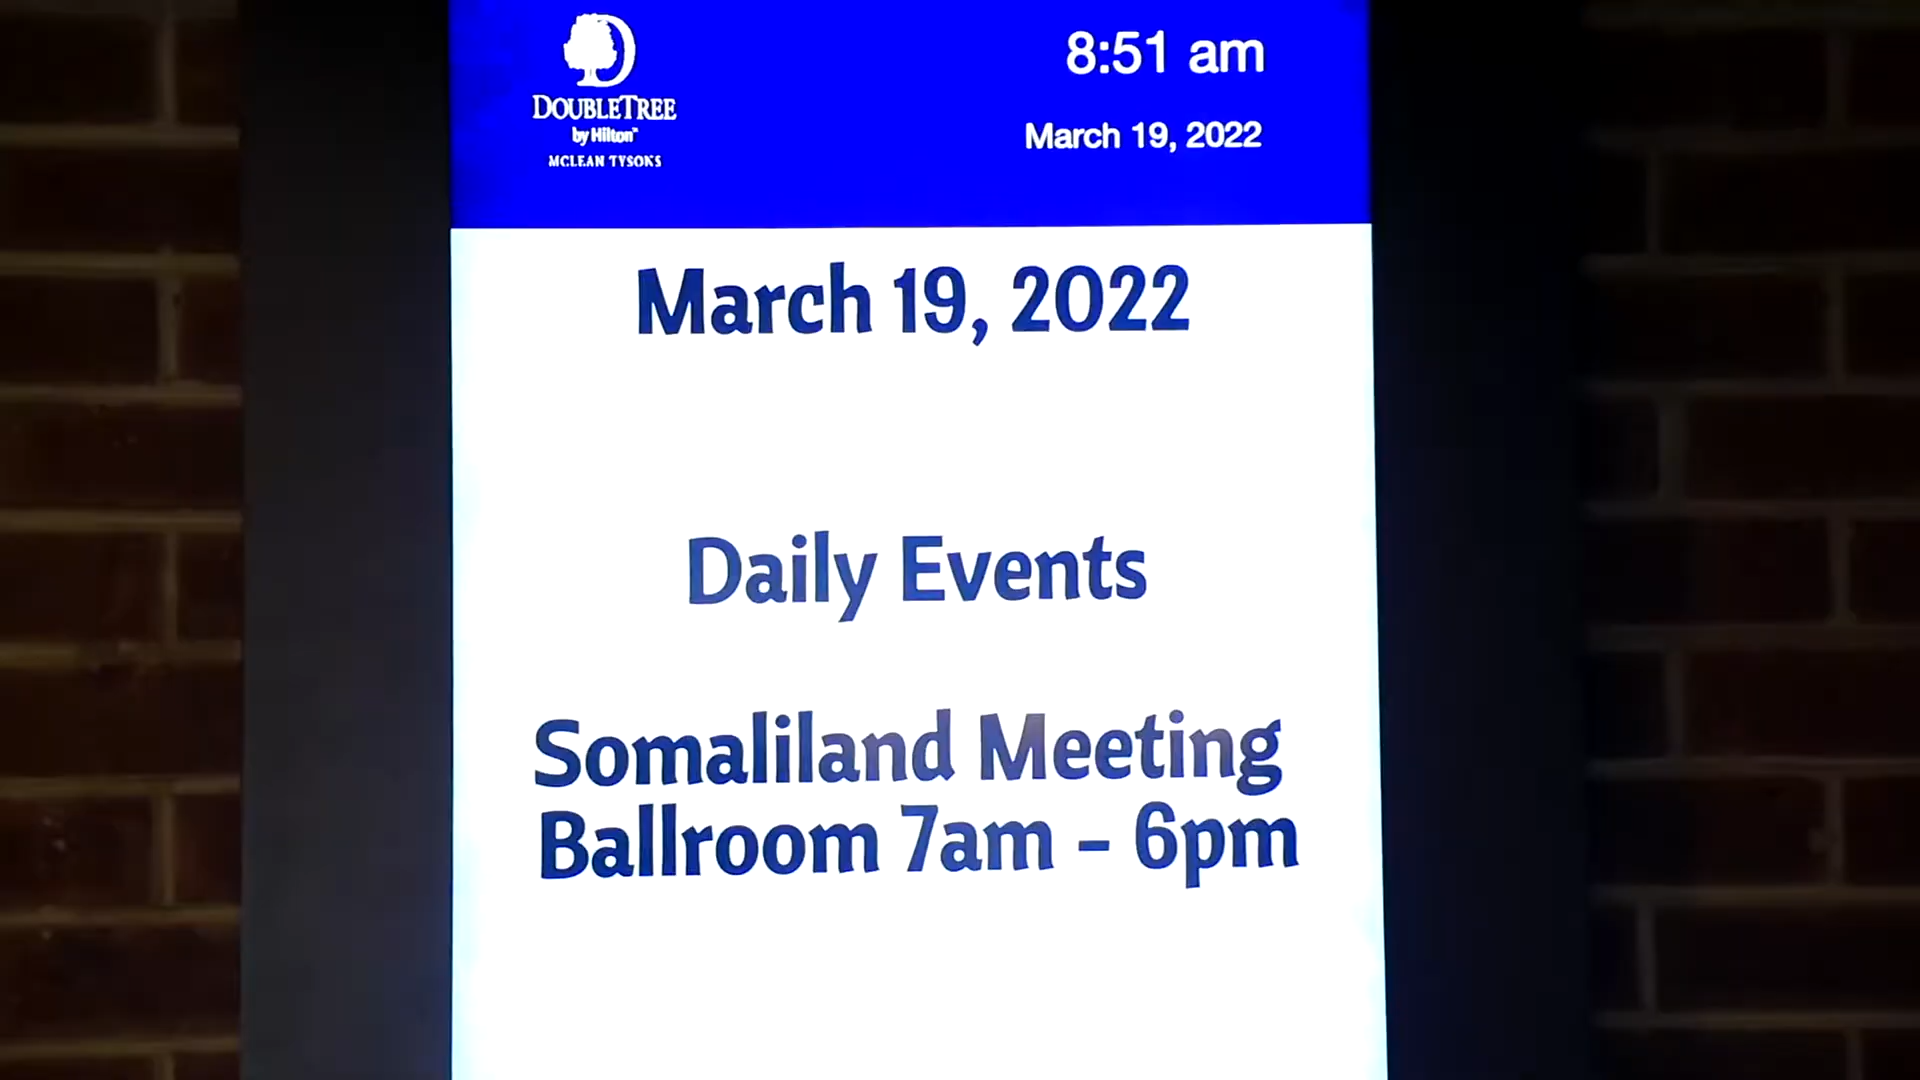 DOUBLETREE
by Hilton™
MCLEAN TYSONS
8:51 am
March 19, 2022
March 19, 2022
Daily Events
Somaliland Meeting
Ballroom 7am - 6pm